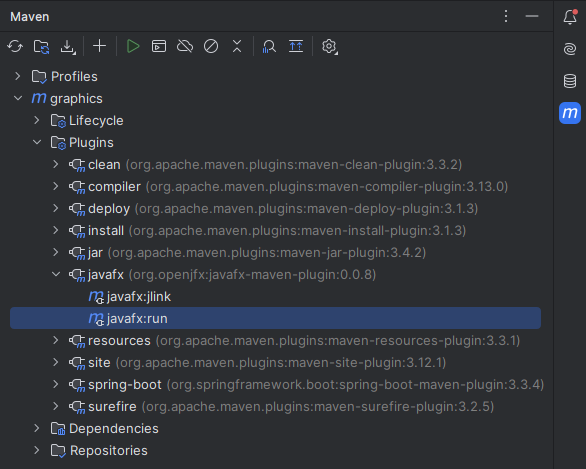 Maven
Profiles
m graphics
Lifecycle
Plugins
clean (org.apache.maven.plugins:maven-clean-plugin:3.3.2)
compiler (org.apache.maven.plugins:maven-compiler-plugin:3.13.0)
deploy (org.apache.maven.plugins:maven-deploy-plugin:3.1.3)
install (org.apache.maven.plugins:maven-install-plugin:3.1.3)
jar (org.apache.maven.plugins:maven-jar-plugin:3.4.2)
javafx (org.openjfx:javafx-maven-plugin:0.0.8)
javafx:jlink
javafx:run
resources (org.apache.maven.plugins:maven-resources-plugin:3.3.1)
site (org.apache.maven.plugins:maven-site-plugin:3.12.1)
spring-boot (org.springframework.boot:spring-boot-maven-plugin:3.3.4)
surefire (org.apache.maven.plugins:maven-surefire-plugin:3.2.5)
Dependencies
Repositories
m